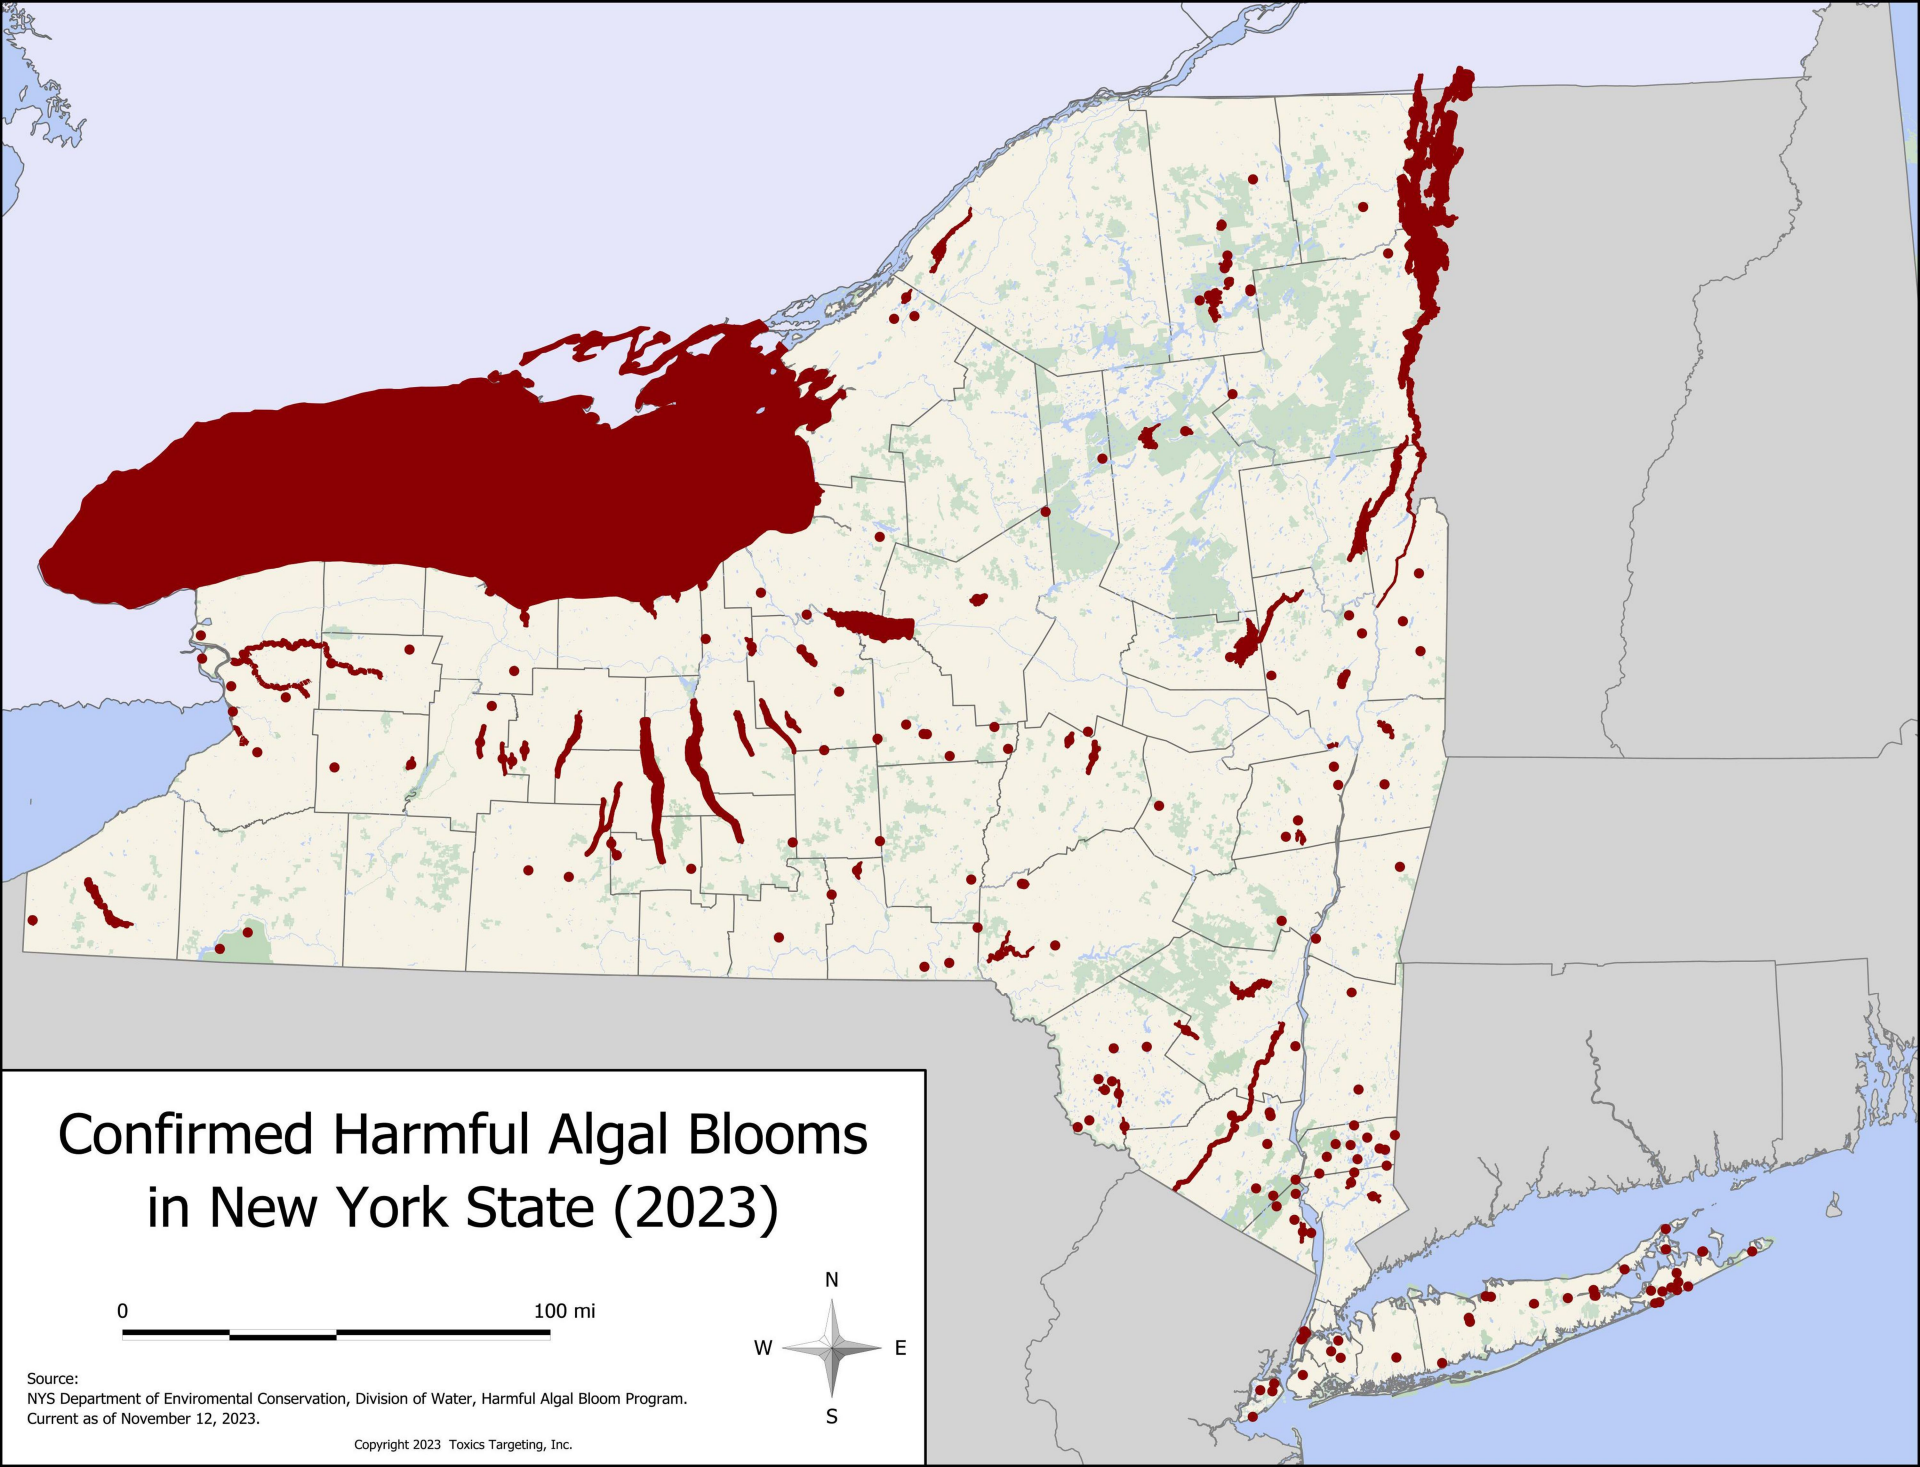 Confirmed Harmful Algal Blooms
in New York State (2023)
0 100 mi
N
W E
S
Source:
NYS Department of Enviromental Conservation, Division of Water, Harmful Algal Bloom Program.
Current as of November 12, 2023.
Copyright 2023 Toxics Targeting, Inc.